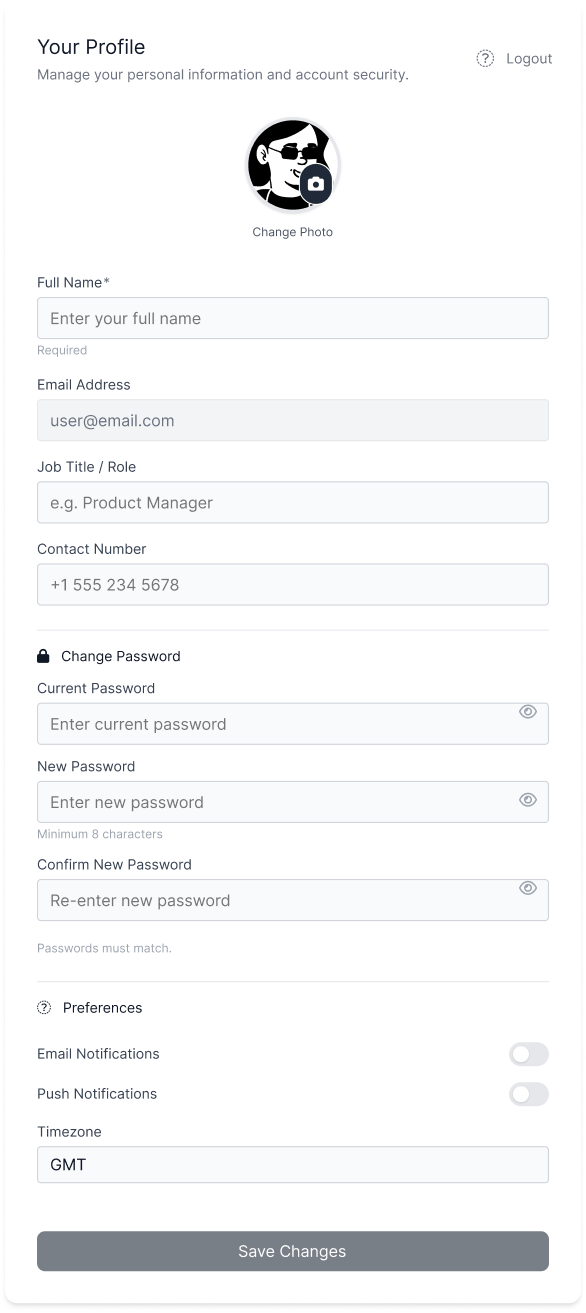 Your Profile
Manage your personal information and account security.
? Logout
Change Photo
Full Name*
Enter your full name
Required
Email Address
user@email.com
Job Title / Role
e.g. Product Manager
Contact Number
+1 555 234 5678
Change Password
Current Password
Enter current password
New Password
Enter new password
Minimum 8 characters
Confirm New Password
Re-enter new password
Passwords must match.
? Preferences
Email Notifications
Push Notifications
Timezone
GMT
Save Changes